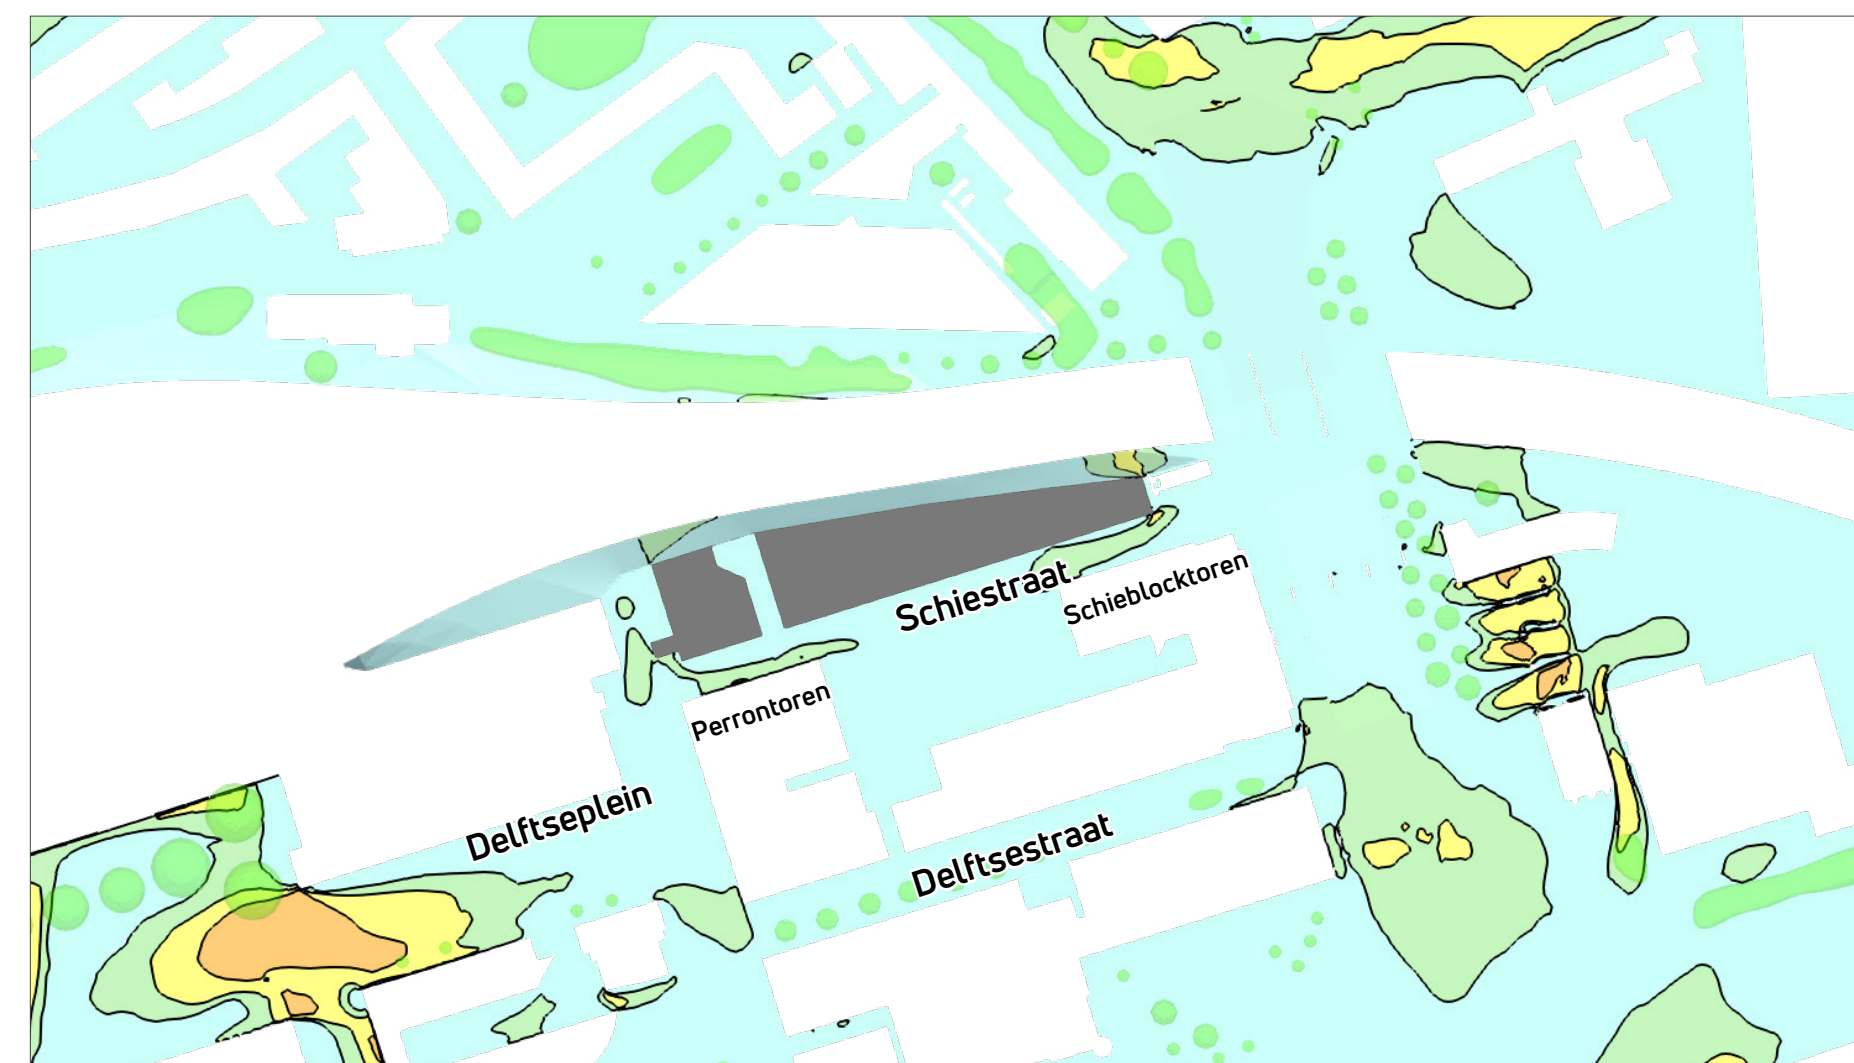 Schiestraat
Schieblocktoren
Perrontoren
Delftseplein
Delftsestraat